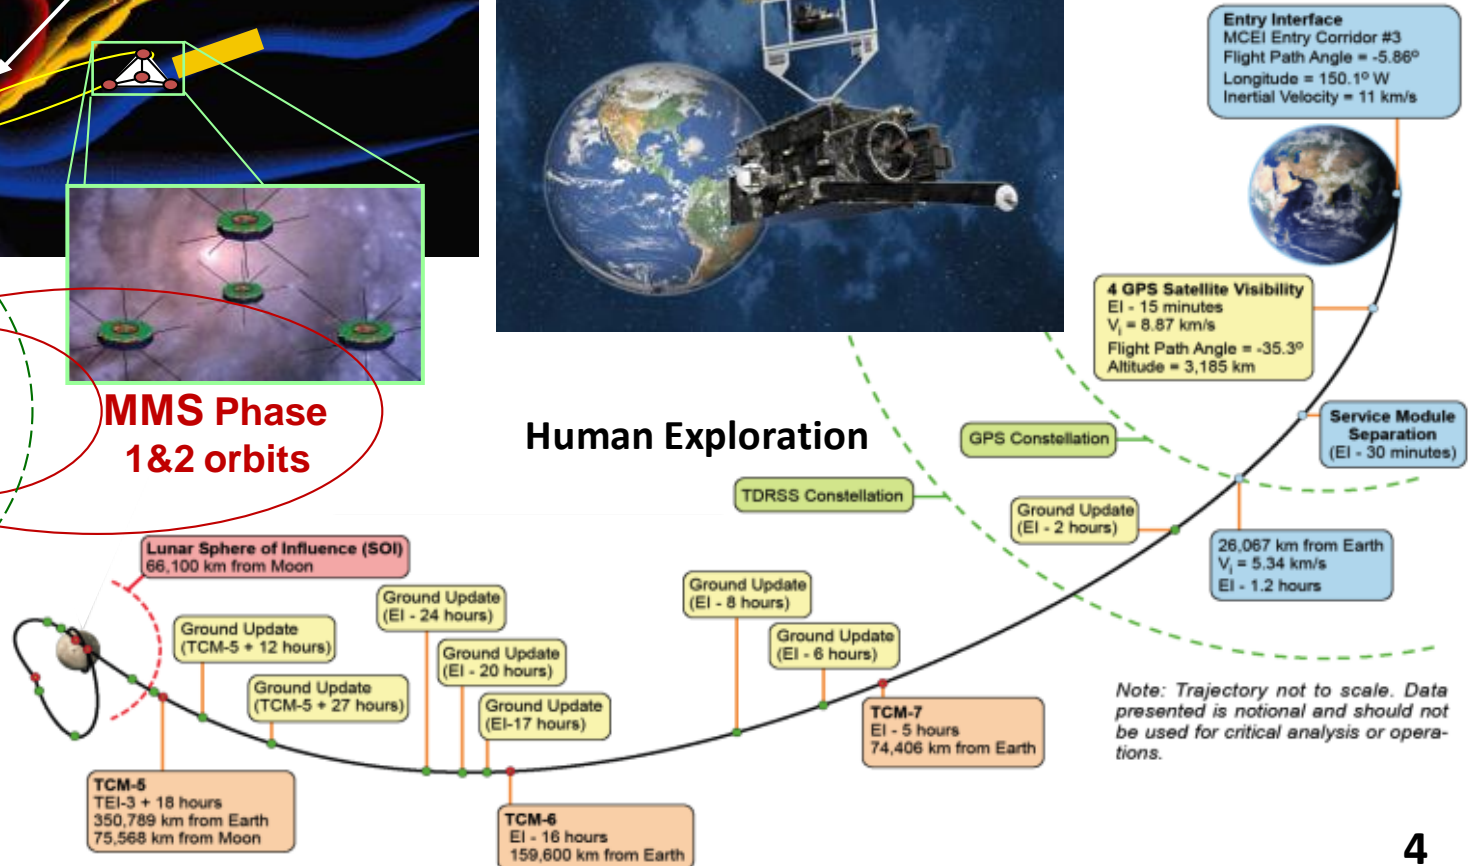 Entry Interface
MCEI Entry Corridor #3
Flight Path Angle = -5.86º
Longitude = 150.1º W
Inertial Velocity = 11 km/s
4 GPS Satellite Visibility
EI - 15 minutes
Vi = 8.87 km/s
Flight Path Angle = -35.3º
Altitude = 3,185 km
MMS Phase
1&2 orbits
Human Exploration
GPS Constellation
Service Module
Separation
(EI - 30 minutes)
TDRSS Constellation
Ground Update
(EI - 2 hours)
26,067 km from Earth
Vi = 5.34 km/s
EI - 1.2 hours
Lunar Sphere of Influence (SOI)
66,100 km from Moon
Ground Update
(TCM-5 + 12 hours)
Ground Update
(TCM-5 + 27 hours)
Ground Update
(EI - 24 hours)
Ground Update
(EI - 20 hours)
Ground Update
(EI-17 hours)
Ground Update
(EI - 8 hours)
Ground Update
(EI - 6 hours)
TCM-7
EI - 5 hours
74,406 km from Earth
Note: Trajectory not to scale. Data
presented is notional and should not
be used for critical analysis or opera-
tions.
TCM-5
TEI-3 + 18 hours
350,789 km from Earth
75,568 km from Moon
TCM-6
EI - 16 hours
159,600 km from Earth
4